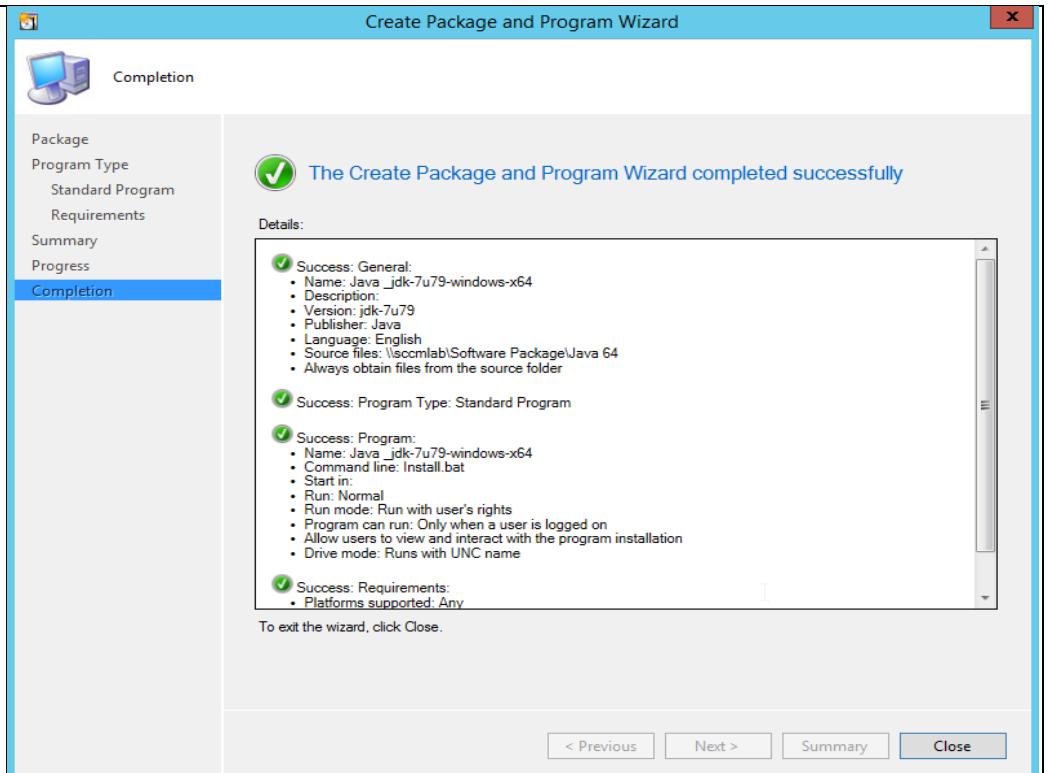 Create Package and Program Wizard
x
Completion
Package
Program Type
Standard Program
Requirements
Summary
Progress
Completion
The Create Package and Program Wizard completed successfully
Details:
Success: General:
• Name: Java _jdk-7u79-windows-x64
• Description:
• Version: jdk-7u79
• Publisher: Java
• Language: English
• Source files: \\sccmlab\Software Package\Java 64
• Always obtain files from the source folder
Success: Program Type: Standard Program
Success: Program:
• Name: Java _jdk-7u79-windows-x64
• Command line: Install.bat
• Start in:
• Run: Normal
• Run mode: Run with user's rights
• Program can run: Only when a user is logged on
• Allow users to view and interact with the program installation
• Drive mode: Runs with UNC name
Success: Requirements:
• Platforms supported: Any
To exit the wizard, click Close.
< Previous
Next >
Summary
Close